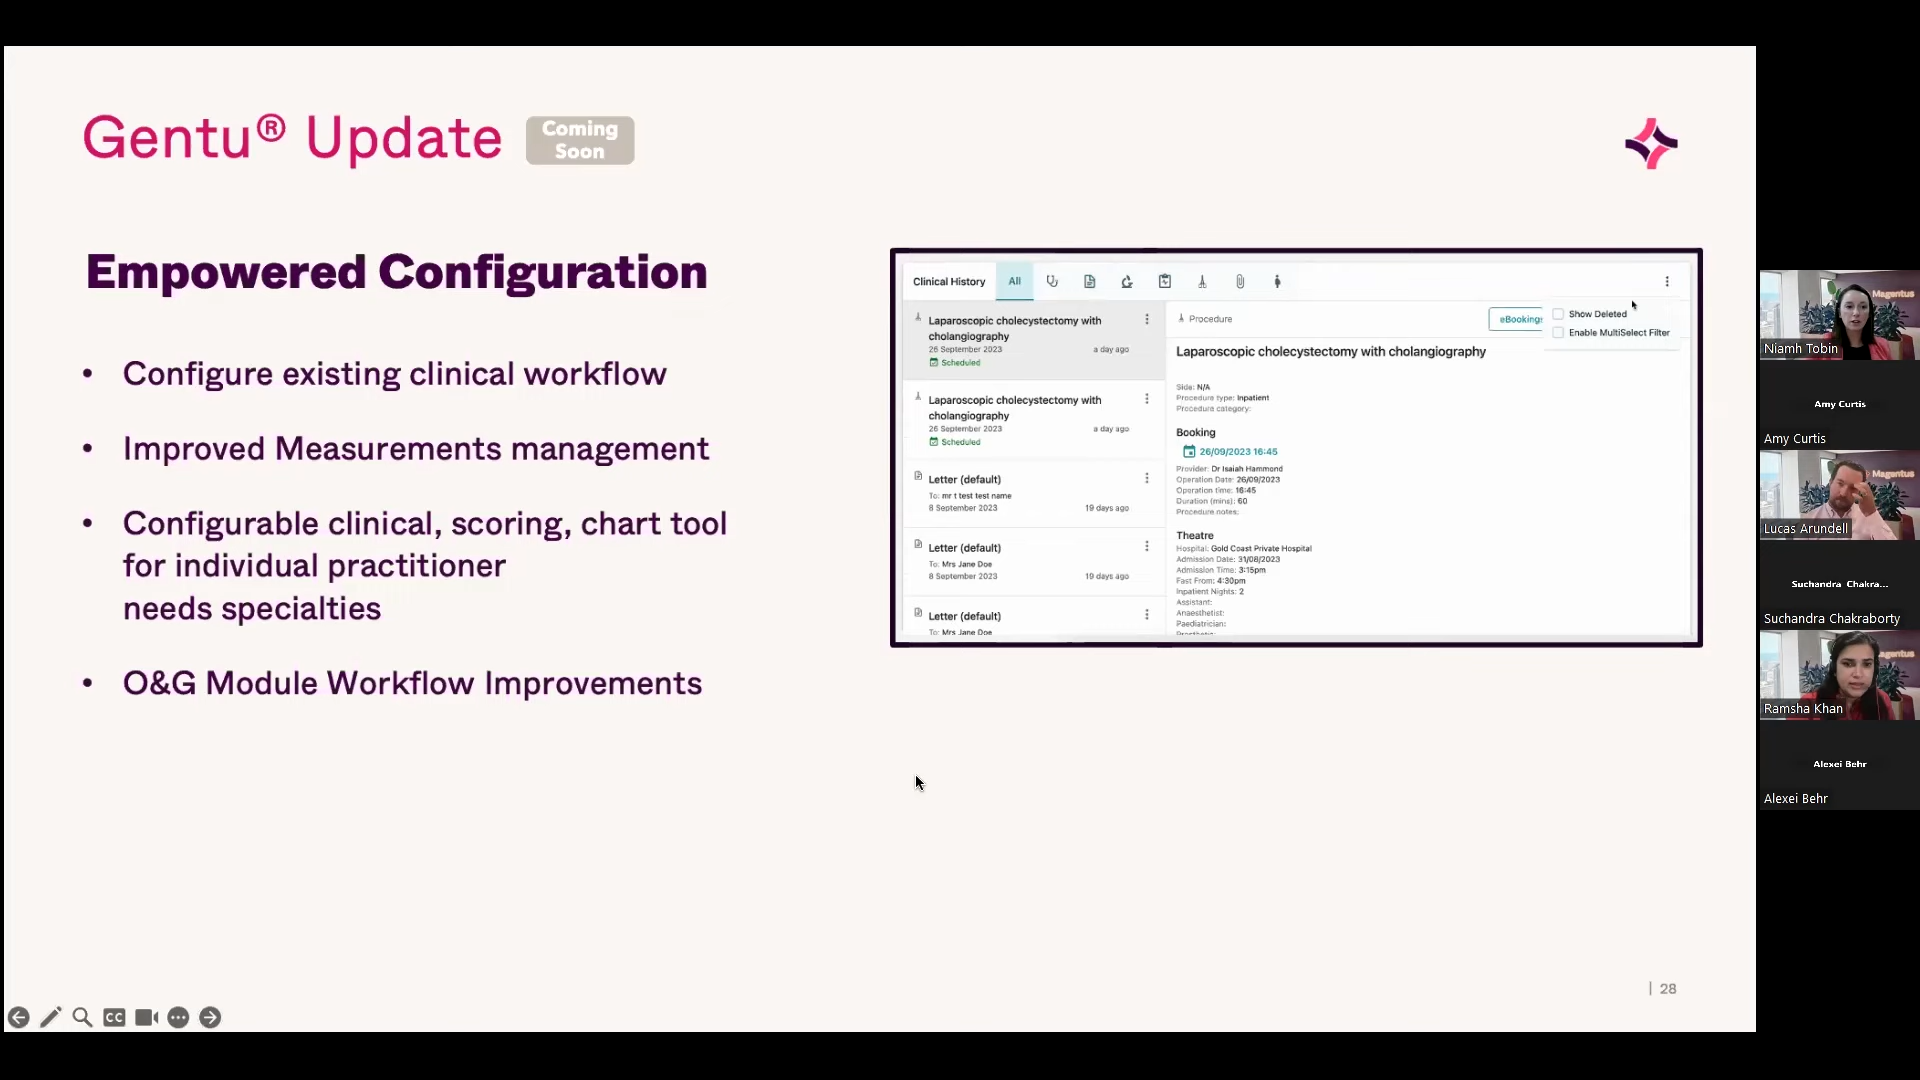 Gentu® Update
Coming
Soon
Empowered Configuration
• Configure existing clinical workflow
• Improved Measurements management
• Configurable clinical, scoring, chart tool
for individual practitioner
needs specialties
• O&G Module Workflow Improvements
Clinical History All
Laparoscopic cholecystectomy with
cholangiography
26 September 2023 a day ago
Scheduled
Laparoscopic cholecystectomy with
cholangiography
26 September 2023 a day ago
Scheduled
Letter (default)
To: mr t test test name
8 September 2023 19 days ago
Letter (default)
To: Mrs Jane Doe
8 September 2023 19 days ago
Letter (default)
To: Mrs Jane Doe
Procedure
eBookings
Show Deleted
Enable MultiSelect Filter
Laparoscopic cholecystectomy with cholangiography
Side: N/A
Procedure type: Inpatient
Procedure category:
Booking
26/09/2023 16:45
Provider: Dr Isaiah Hammond
Operation Date: 26/09/2023
Operation time: 16:45
Duration (mins): 60
Procedure notes:
Theatre
Hospital: Gold Coast Private Hospital
Admission Date: 31/08/2023
Admission Time: 3:15pm
Fast From: 4:30pm
Inpatient Nights: 2
Assistant:
Anaesthetist:
Paediatrician:
| 28
CC
Magentus
Niamh Tobin
Amy Curtis
Amy Curtis
Magentus
Lucas Arundell
Suchandra Chakra...
Suchandra Chakraborty
agentus
Ramsha Khan
Alexei Behr
Alexei Behr